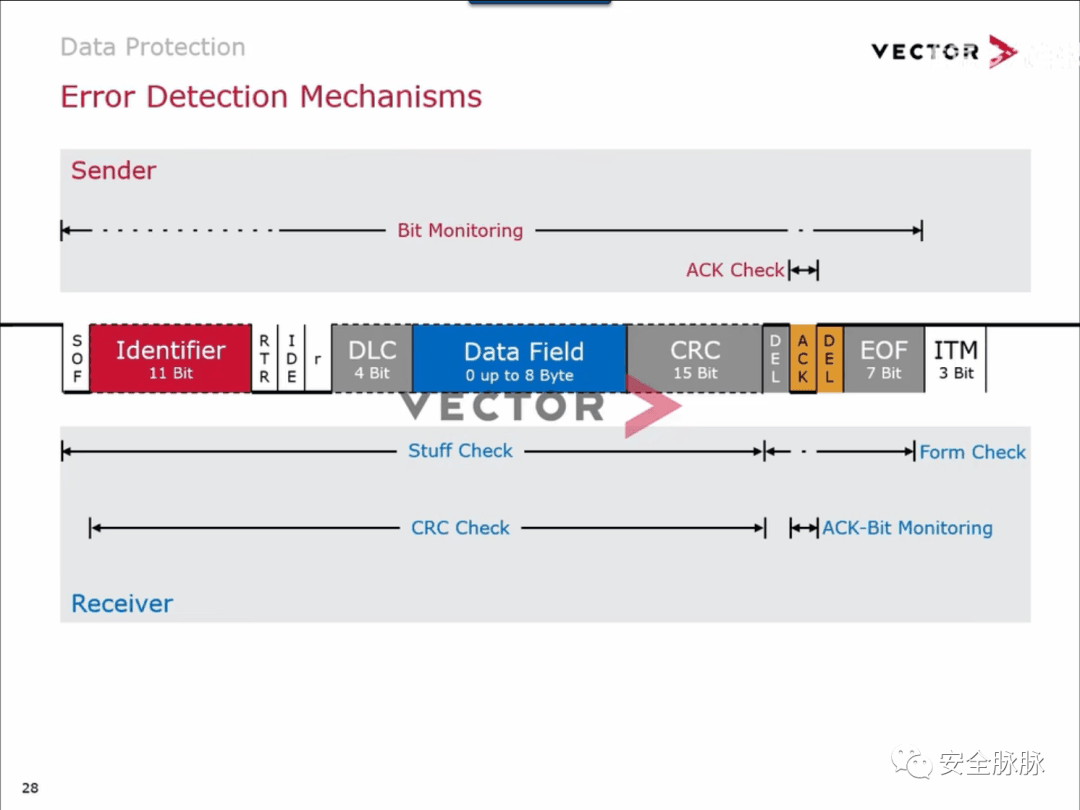 Data Protection
VECTOR
Error Detection Mechanisms
Sender
Bit Monitoring
ACK Check
SOF
Identifier
11 Bit
RTR
IDE
r
DLC
4 Bit
Data Field
0 up to 8 Byte
CRC
15 Bit
DEL
ACK
DEL
EOF
7 Bit
ITM
3 Bit
VECTOR
Stuff Check
Form Check
CRC Check
ACK-Bit Monitoring
Receiver
安全脉脉
28